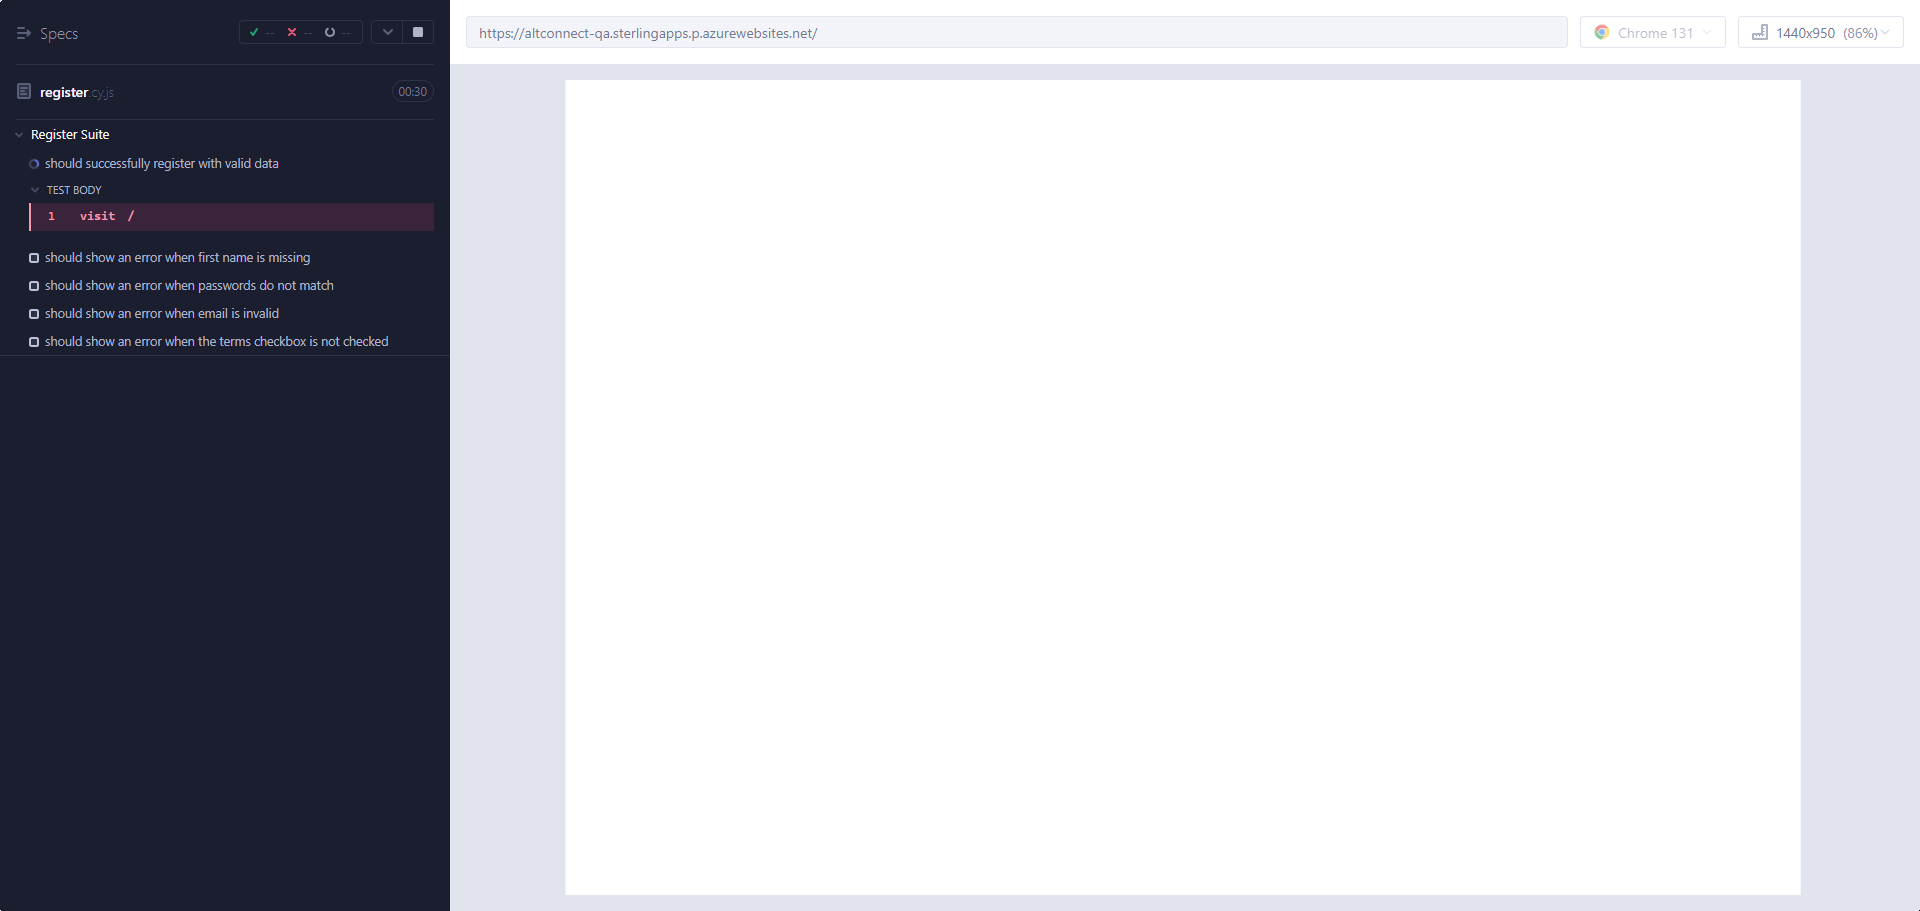 Specs
-- -- --
register.cy.js
00:30
Register Suite
should successfully register with valid data
TEST BODY
1 visit /
should show an error when first name is missing
should show an error when passwords do not match
should show an error when email is invalid
should show an error when the terms checkbox is not checked
https://altconnect-qa.sterlingapps.p.azurewebsites.net/
Chrome 131
1440x950 (86%)